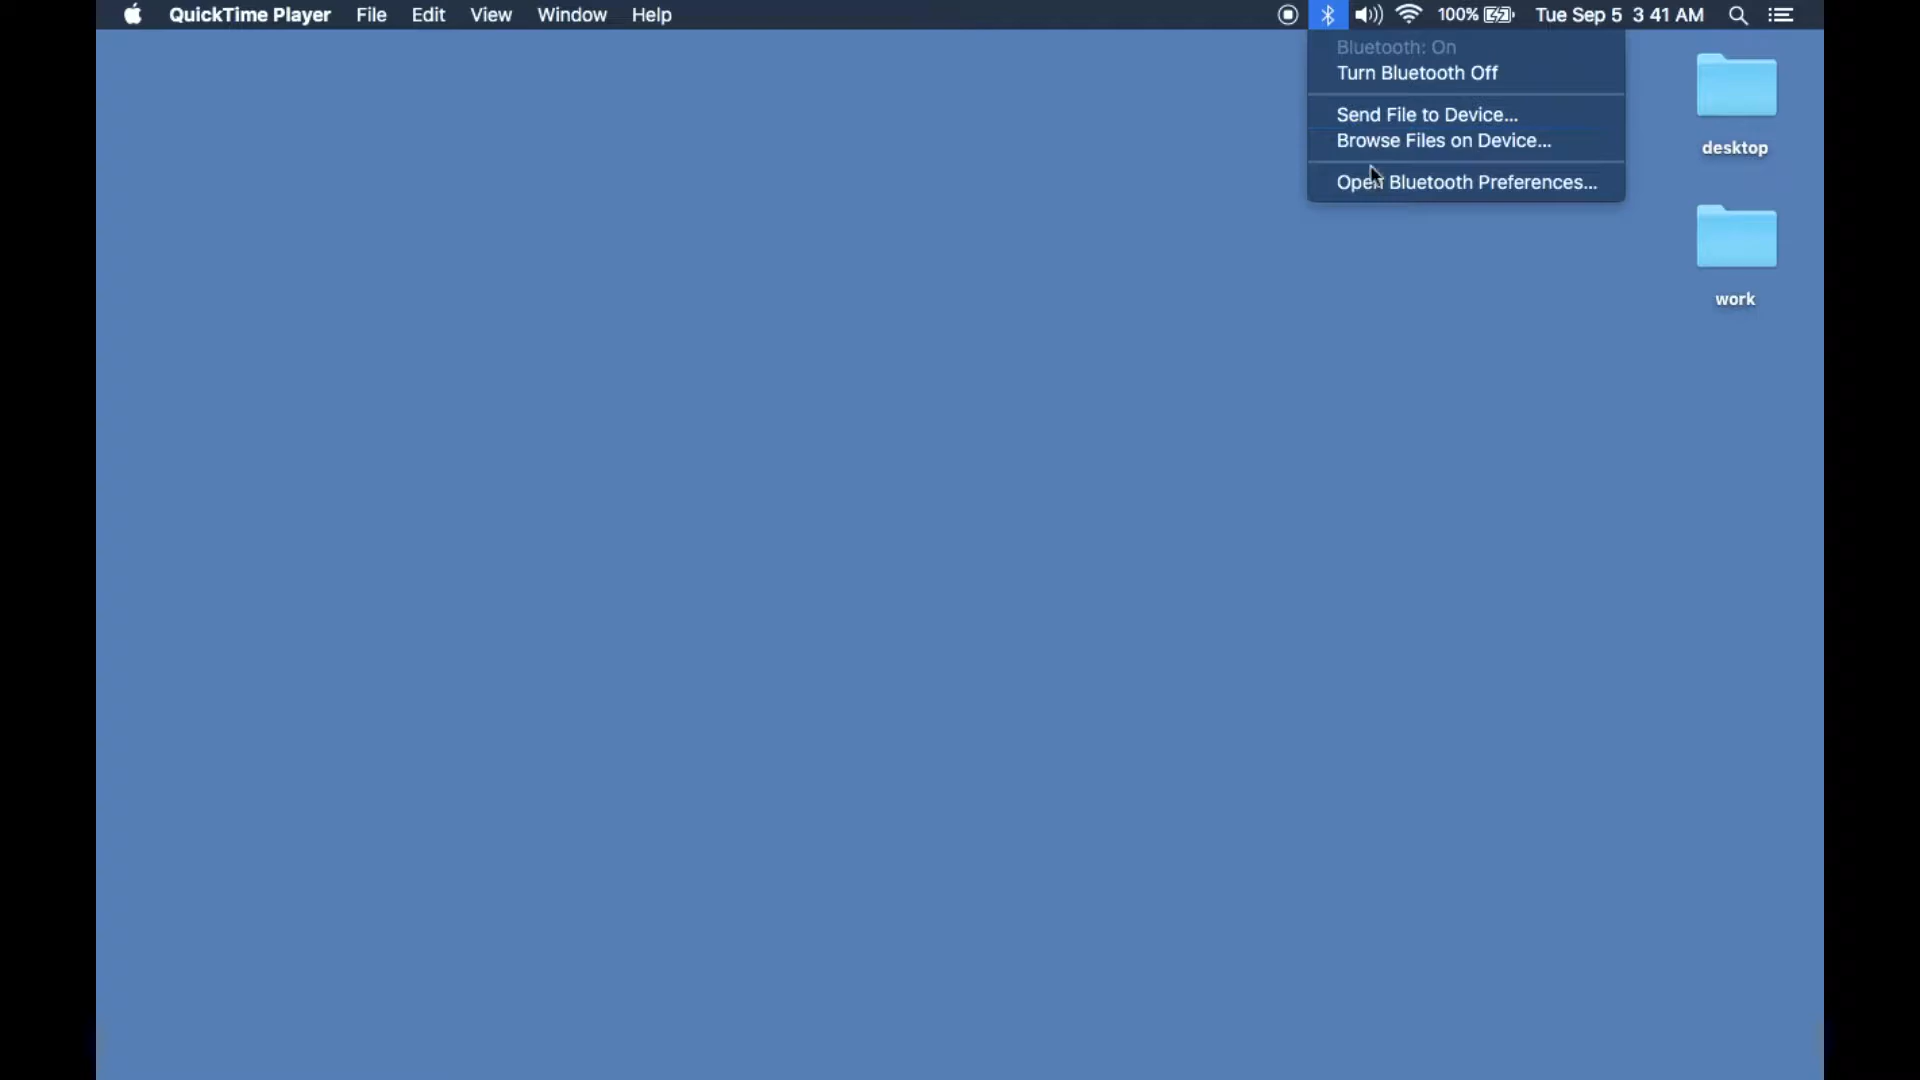 QuickTime Player File Edit View Window Help 100% Tue Sep 5 3 41 AM
Bluetooth: On
Turn Bluetooth Off
Send File to Device...
Browse Files on Device...
Open Bluetooth Preferences...
desktop
work